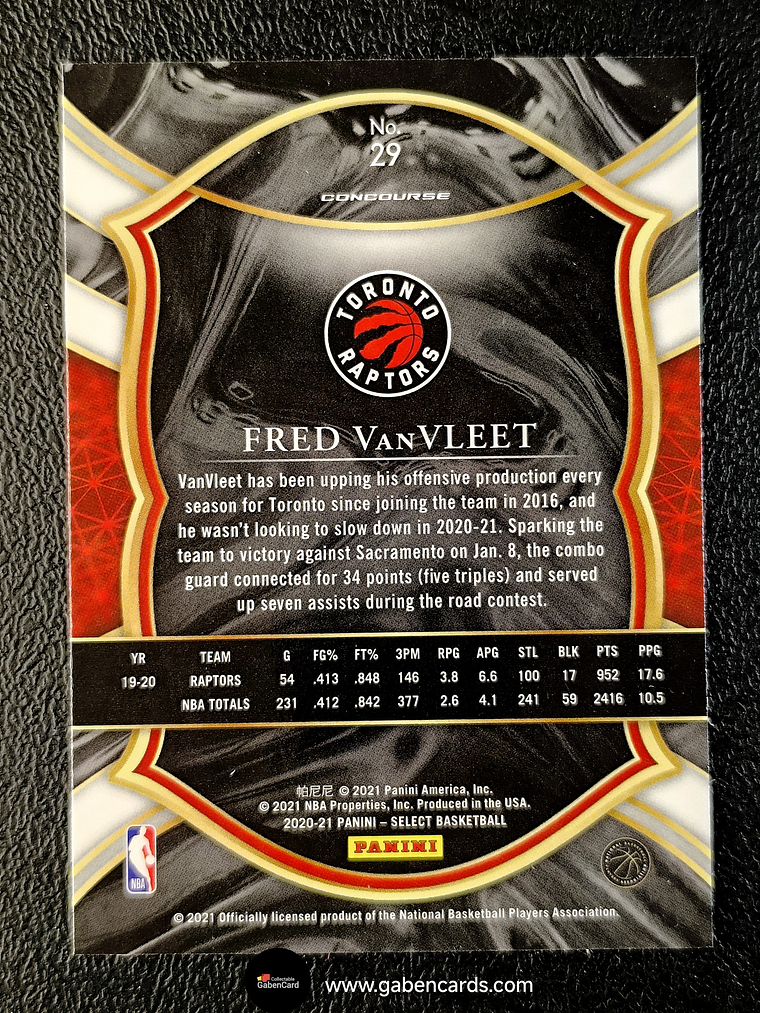 No.
29
CONCOURSE
TORONTO
RAPTORS
FRED VANVLEET
VanVleet has been upping his offensive production every
season for Toronto since joining the team in 2016, and
he wasn't looking to slow down in 2020-21. Sparking the
team to victory against Sacramento on Jan. 8, the combo
guard connected for 34 points (five triples) and served
up seven assists during the road contest.
YR TEAM G FG% FT% 3PM RPG APG STL BLK PTS PPG
19-20 RAPTORS 54 .413 .848 146 3.8 6.6 100 17 952 17.6
NBA TOTALS 231 .412 .842 377 2.6 4.1 241 59 2416 10.5
帕尼尼 © 2021 Panini America, Inc.
© 2021 NBA Properties, Inc. Produced in the USA.
2020-21 PANINI – SELECT BASKETBALL
PANINI
NBA
© 2021 Officially licensed product of the National Basketball Players Association.
Collectable
GabenCard
www.gabencards.com